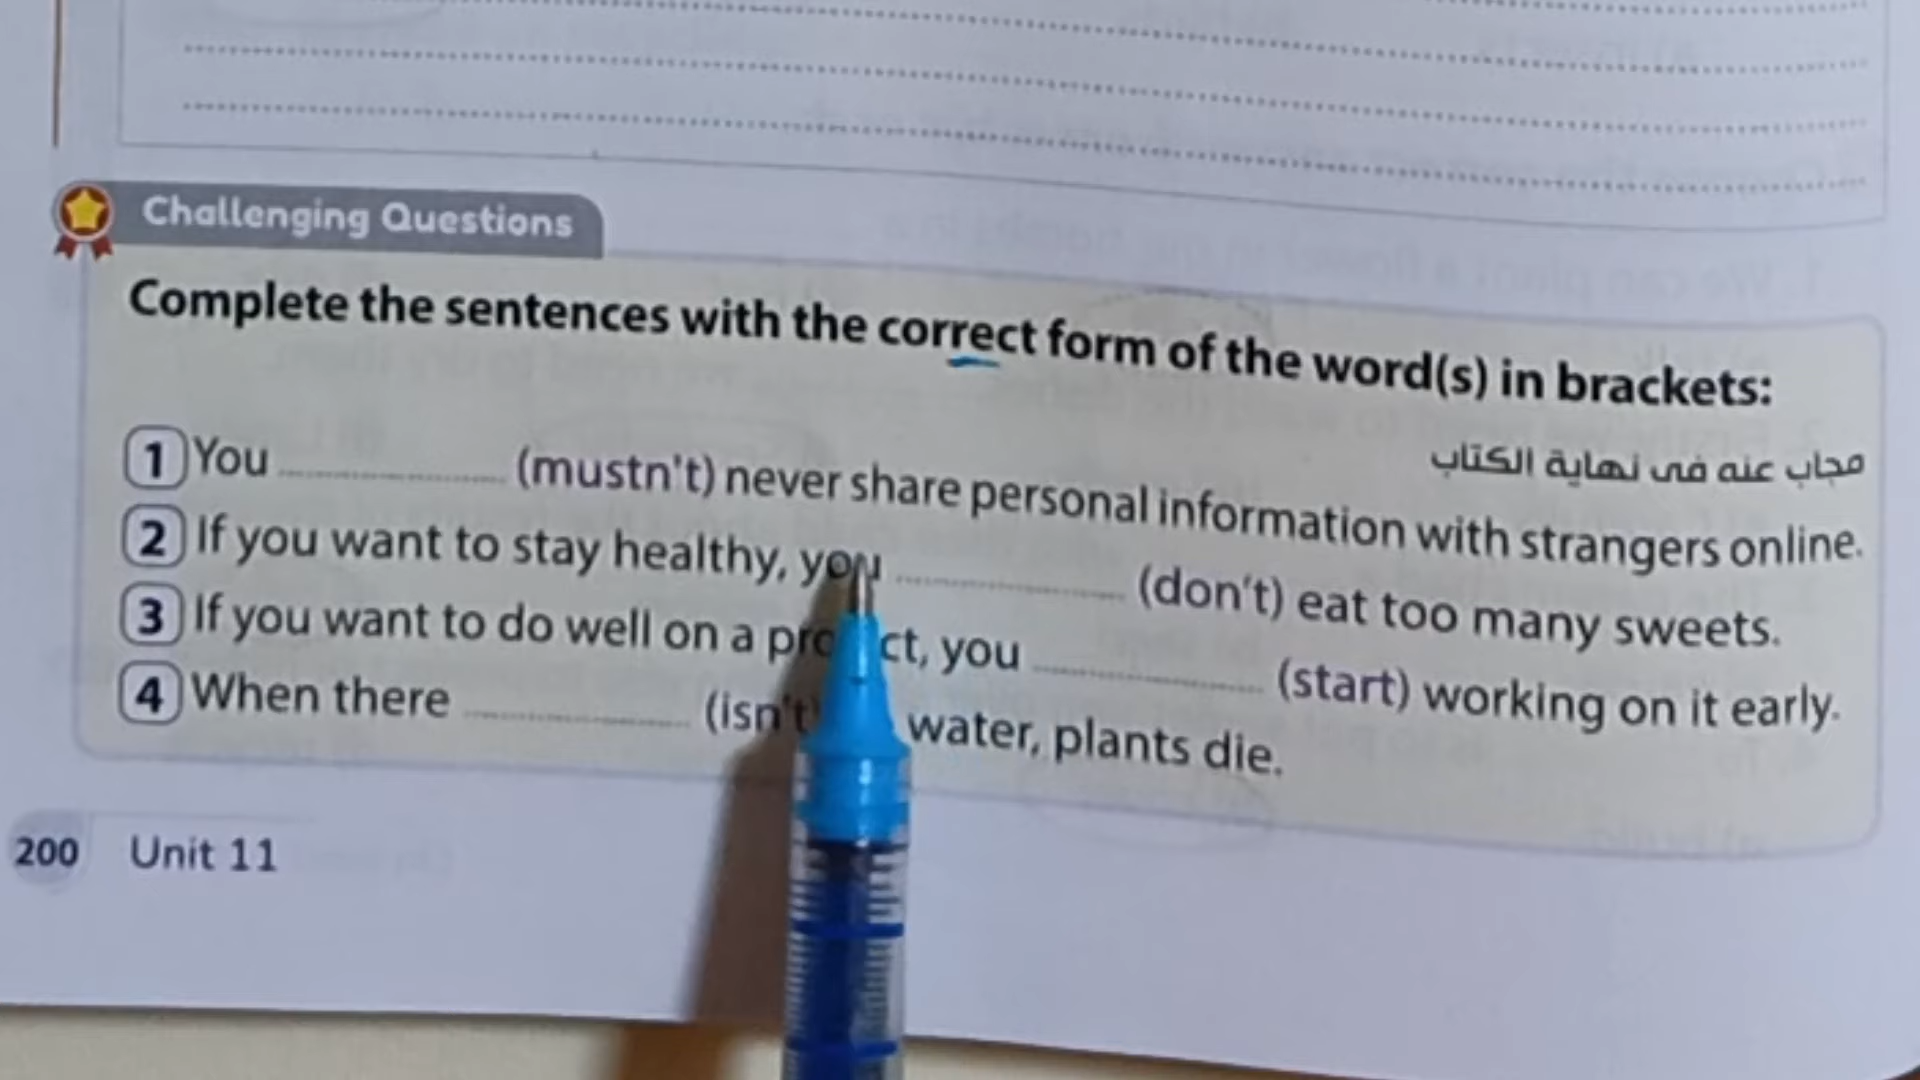 Challenging Questions
Complete the sentences with the correct form of the word(s) in brackets:
مجاب عنه فى نهاية الكتاب
1 You ............ (mustn't) never share personal information with strangers online.
2 If you want to stay healthy, you ............ (don't) eat too many sweets.
3 If you want to do well on a project, you ............ (start) working on it early.
4 When there ............ (isn't) water, plants die.
200 Unit 11